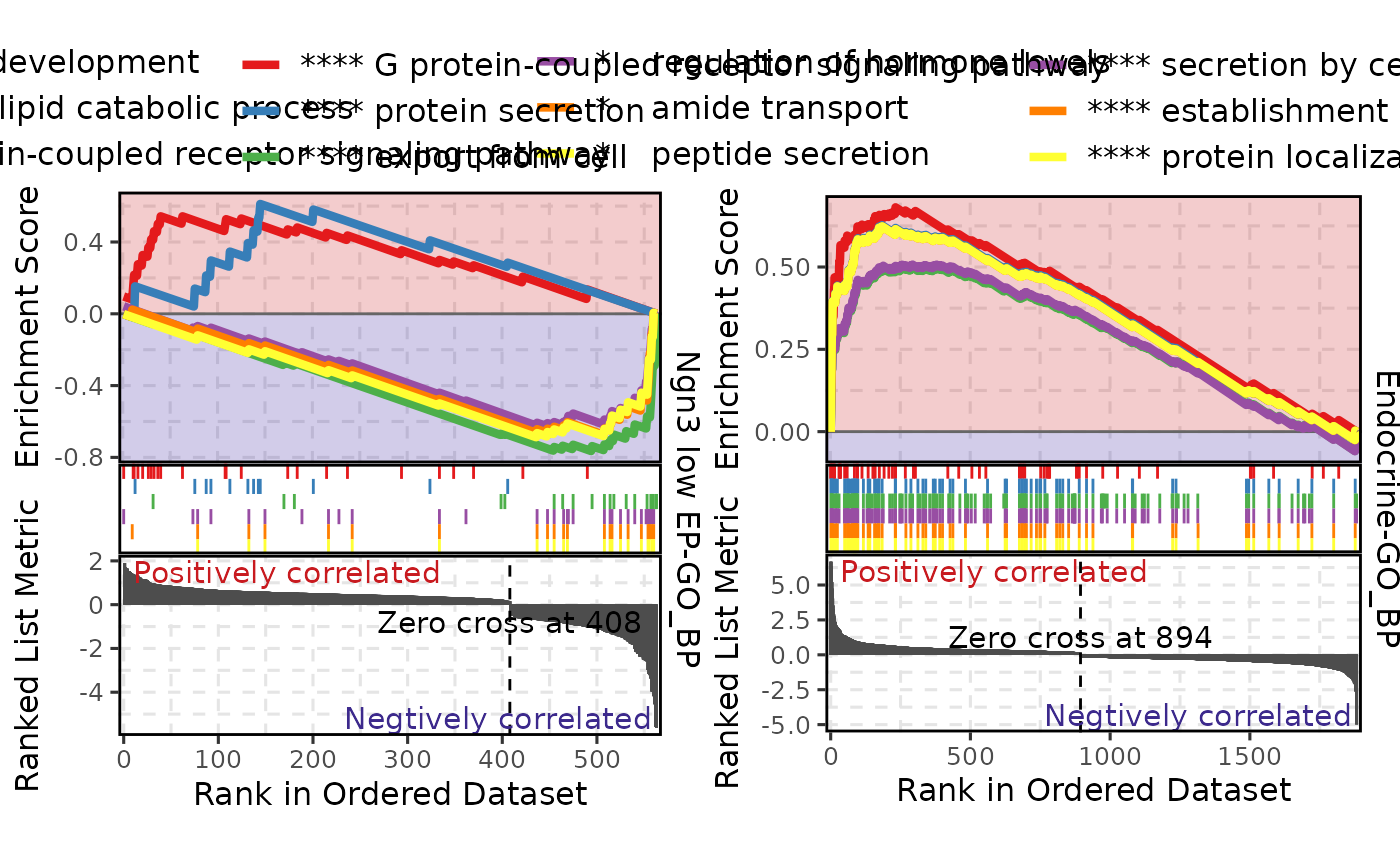 development **** G protein-coupled receptor signaling pathway * regulation of hormone levels **** secretion by ce
lipid catabolic process **** protein secretion * amide transport **** establishment
in-coupled receptor signaling pathway **** export from cell * peptide secretion **** protein localiza
Enrichment Score
0.4
0.0
-0.4
-0.8
Ngn3 low EP-GO_BP
Ranked List Metric
2
0
-2
-4
Positively correlated
Zero cross at 408
Negtively correlated
0 100 200 300 400 500
Rank in Ordered Dataset
Enrichment Score
0.50
0.25
0.00
Endocrine-GO_BP
Ranked List Metric
5.0
2.5
0.0
-2.5
-5.0
Positively correlated
Zero cross at 894
Negtively correlated
0 500 1000 1500
Rank in Ordered Dataset